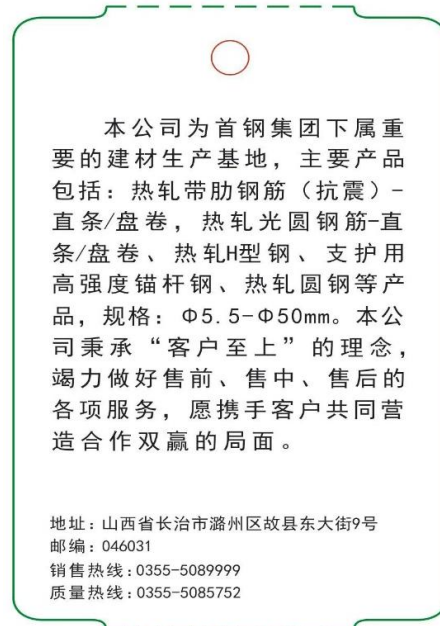 本公司为首钢集团下属重
要的建材生产基地，主要产品
包括：热轧带肋钢筋（抗震）-
直条/盘卷，热轧光圆钢筋-直
条/盘卷、热轧H型钢、支护用
高强度锚杆钢、热轧圆钢等产
品，规格：Φ5.5-Φ50mm。本公
司秉承“客户至上”的理念，
竭力做好售前、售中、售后的
各项服务，愿携手客户共同营
造合作双赢的局面。
地址：山西省长治市潞州区故县东大街9号
邮编：046031
销售热线：0355-5089999
质量热线：0355-5085752